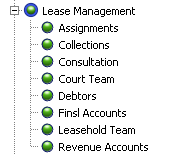 Lease Management
Assignments
Collections
Consultation
Court Team
Debtors
Finsl Accounts
Leasehold Team
Revenue Accounts